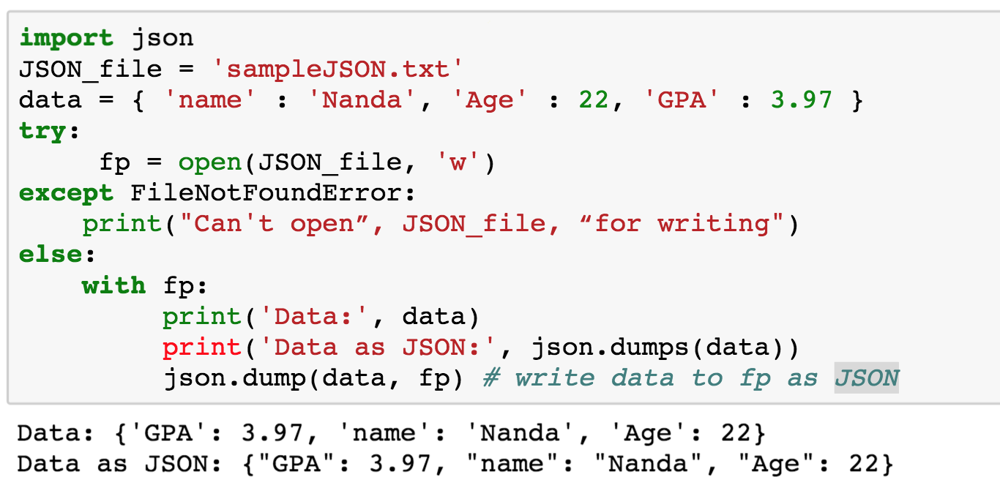 import json
JSON_file = 'sampleJSON.txt'
data = { 'name' : 'Nanda', 'Age' : 22, 'GPA' : 3.97 }
try:
     fp = open(JSON_file, 'w')
except FileNotFoundError:
    print("Can't open”, JSON_file, “for writing")
else:
    with fp:
         print('Data:', data)
         print('Data as JSON:', json.dumps(data))
         json.dump(data, fp) # write data to fp as JSON
Data: {'GPA': 3.97, 'name': 'Nanda', 'Age': 22}
Data as JSON: {"GPA": 3.97, "name": "Nanda", "Age": 22}